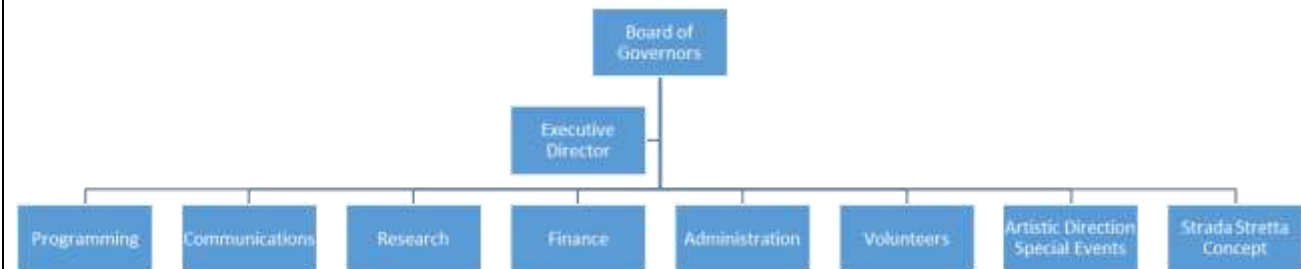 Board of
Governors
Executive
Director
Programming
Communications
Research
Finance
Administration
Volunteers
Artistic Direction
Special Events
Strada Stretta
Concept